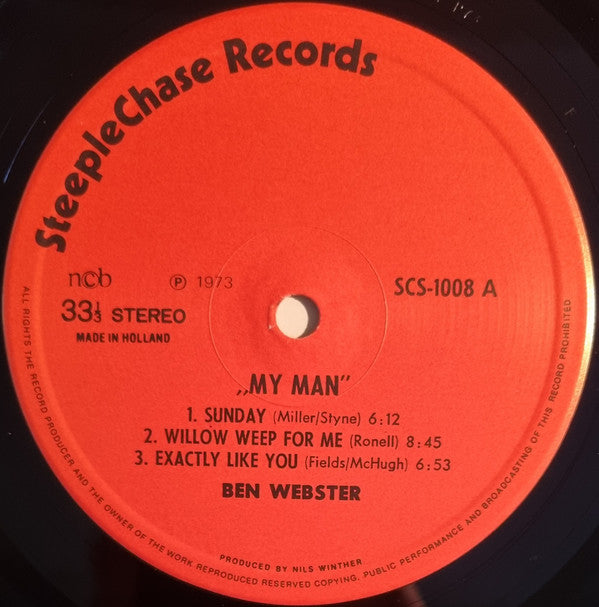 SteepleChase Records
ncb
℗ 1973
SCS-1008 A
33⅓ STEREO
MADE IN HOLLAND
„MY MAN"
1. SUNDAY (Miller/Styne) 6:12
2. WILLOW WEEP FOR ME (Ronell) 8:45
3. EXACTLY LIKE YOU (Fields/McHugh) 6:53
BEN WEBSTER
PRODUCED BY NILS WINTHER
ALL RIGHTS THE RECORD PRODUCER AND THE OWNER OF THE WORK REPRODUCED RESERVED COPYING, PUBLIC PERFORMANCE AND BROADCASTING OF THIS RECORD PROHIBITED